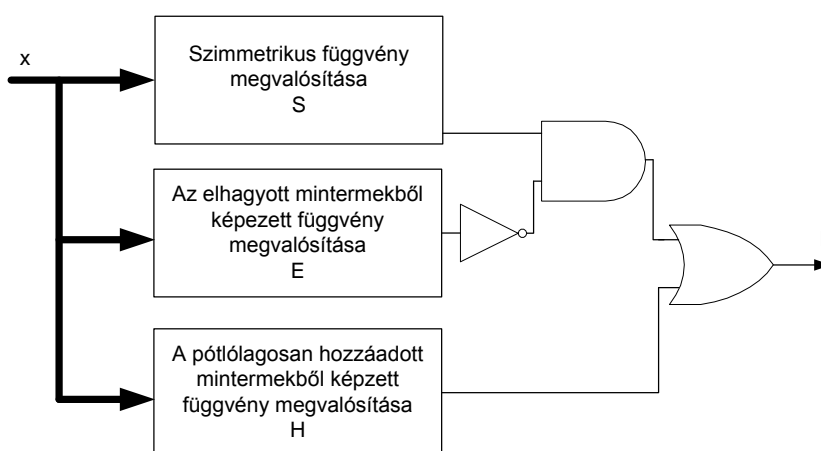 x
Szimmetrikus függvény
megvalósítása
S
Az elhagyott mintermekből
képezett függvény
megvalósítása
E
A pótlólagosan hozzáadott
mintermekből képzett
függvény megvalósítása
H